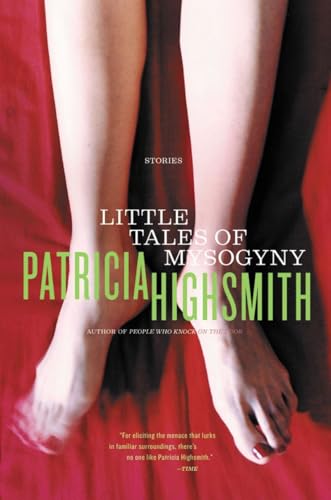 STORIES
LITTLE
TALES OF
MYSOGYNY
PATRICIA HIGHSMITH
AUTHOR OF PEOPLE WHO KNOCK ON THE DOOR
"For eliciting the menace that lurks
in familiar surroundings, there's
no one like Patricia Highsmith."
—TIME